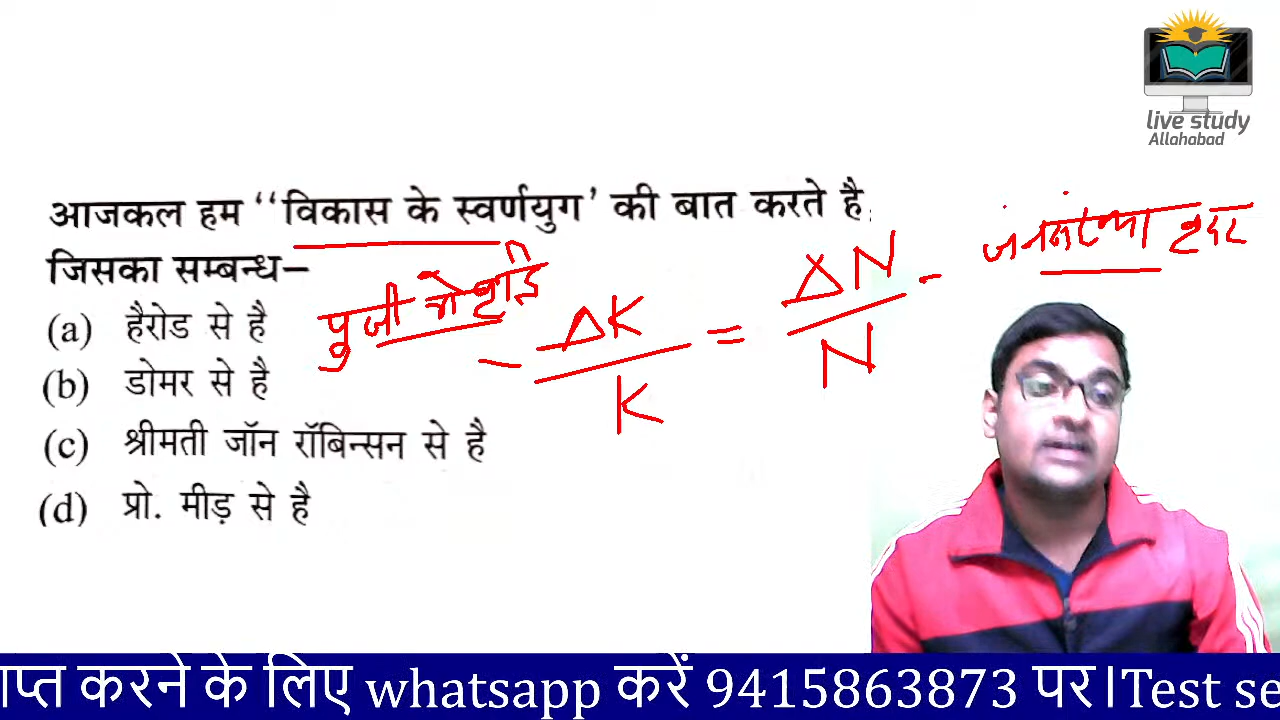 live study
Allahabad
आजकल हम ‘‘विकास के स्वर्णयुग’ की बात करते है
जिसका सम्बन्ध–
(a) हैरोड से है
(b) डोमर से है
(c) श्रीमती जॉन रॉबिन्सन से है
(d) प्रो. मीड़ से है
पुजी
ΔK/K = ΔN/N
जनसंख्या
ाप्त करने के लिए whatsapp करें 9415863873 पर।Test se